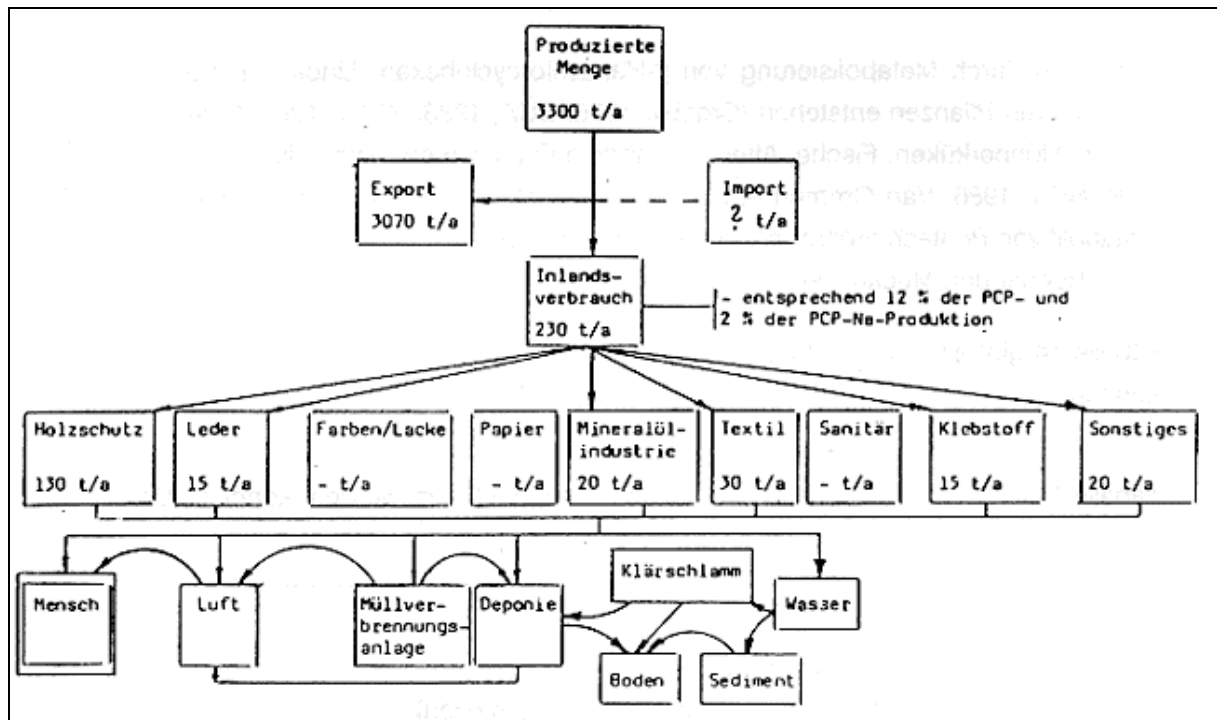 Produzierte
Menge
3300 t/a
Export
3070 t/a
Import
? t/a
Inlands-
verbrauch
230 t/a
- entsprechend 12 % der PCP- und
2 % der PCP-Na-Produktion
Holzschutz
130 t/a
Leder
15 t/a
Farben/Lacke
- t/a
Papier
- t/a
Mineralöl-
industrie
20 t/a
Textil
30 t/a
Sanitär
- t/a
Klebstoff
15 t/a
Sonstiges
20 t/a
Mensch
Luft
Müllver-
brennungs-
anlage
Deponie
Klärschlamm
Wasser
Boden
Sediment